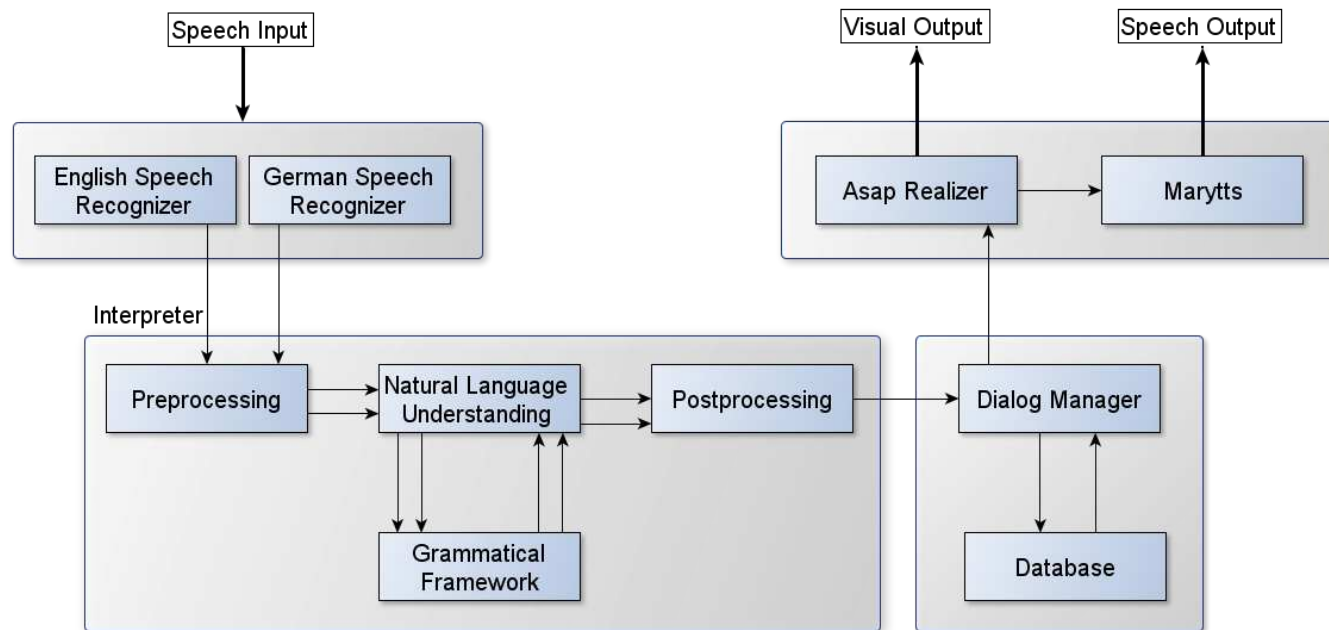 Speech Input
Visual Output
Speech Output
English Speech
Recognizer
German Speech
Recognizer
Asap Realizer
Marytts
Interpreter
Preprocessing
Natural Language
Understanding
Postprocessing
Dialog Manager
Grammatical
Framework
Database